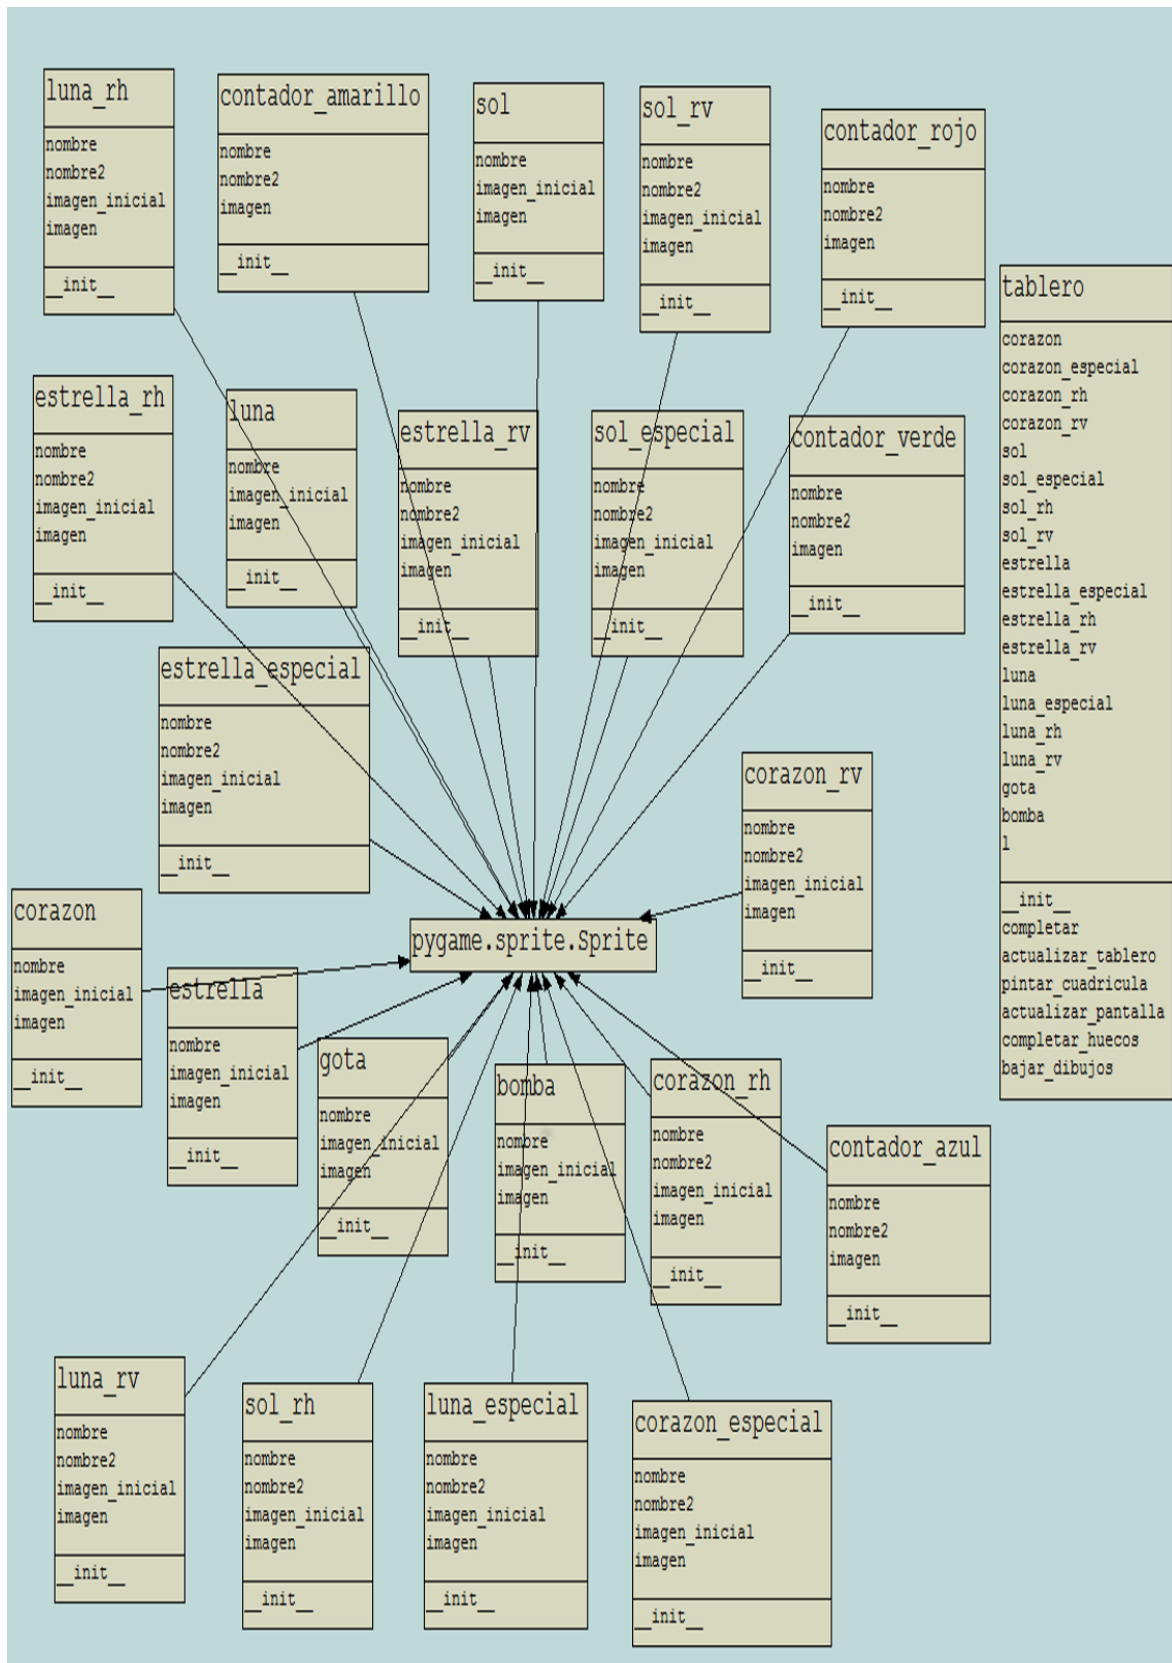 luna_rh
nombre
nombre2
imagen_inicial
imagen
__init__
contador_amarillo
nombre
nombre2
imagen
__init__
sol
nombre
imagen_inicial
imagen
__init__
sol_rv
nombre
nombre2
imagen_inicial
imagen
__init__
contador_rojo
nombre
nombre2
imagen
__init__
tablero
corazon
corazon_especial
corazon_rh
corazon_rv
sol
sol_especial
sol_rh
sol_rv
estrella
estrella_especial
estrella_rh
estrella_rv
luna
luna_especial
luna_rh
luna_rv
gota
bomba
l
__init__
completar
actualizar_tablero
pintar_cuadricula
actualizar_pantalla
completar_huecos
bajar_dibujos
estrella_rh
nombre
nombre2
imagen_inicial
imagen
__init__
luna
nombre
imagen_inicial
imagen
__init__
estrella_rv
nombre
nombre2
imagen_inicial
imagen
__init__
sol_especial
nombre
nombre2
imagen_inicial
imagen
__init__
contador_verde
nombre
nombre2
imagen
__init__
estrella_especial
nombre
nombre2
imagen_inicial
imagen
__init__
corazon_rv
nombre
nombre2
imagen_inicial
imagen
__init__
corazon
nombre
imagen_inicial
imagen
__init__
pygame.sprite.Sprite
estrella
nombre
imagen_inicial
imagen
__init__
gota
nombre
imagen_inicial
imagen
__init__
bomba
nombre
imagen_inicial
imagen
__init__
corazon_rh
nombre
nombre2
imagen_inicial
imagen
__init__
contador_azul
nombre
nombre2
imagen
__init__
luna_rv
nombre
nombre2
imagen_inicial
imagen
__init__
sol_rh
nombre
nombre2
imagen_inicial
imagen
__init__
luna_especial
nombre
nombre2
imagen_inicial
imagen
__init__
corazon_especial
nombre
nombre2
imagen_inicial
imagen
__init__